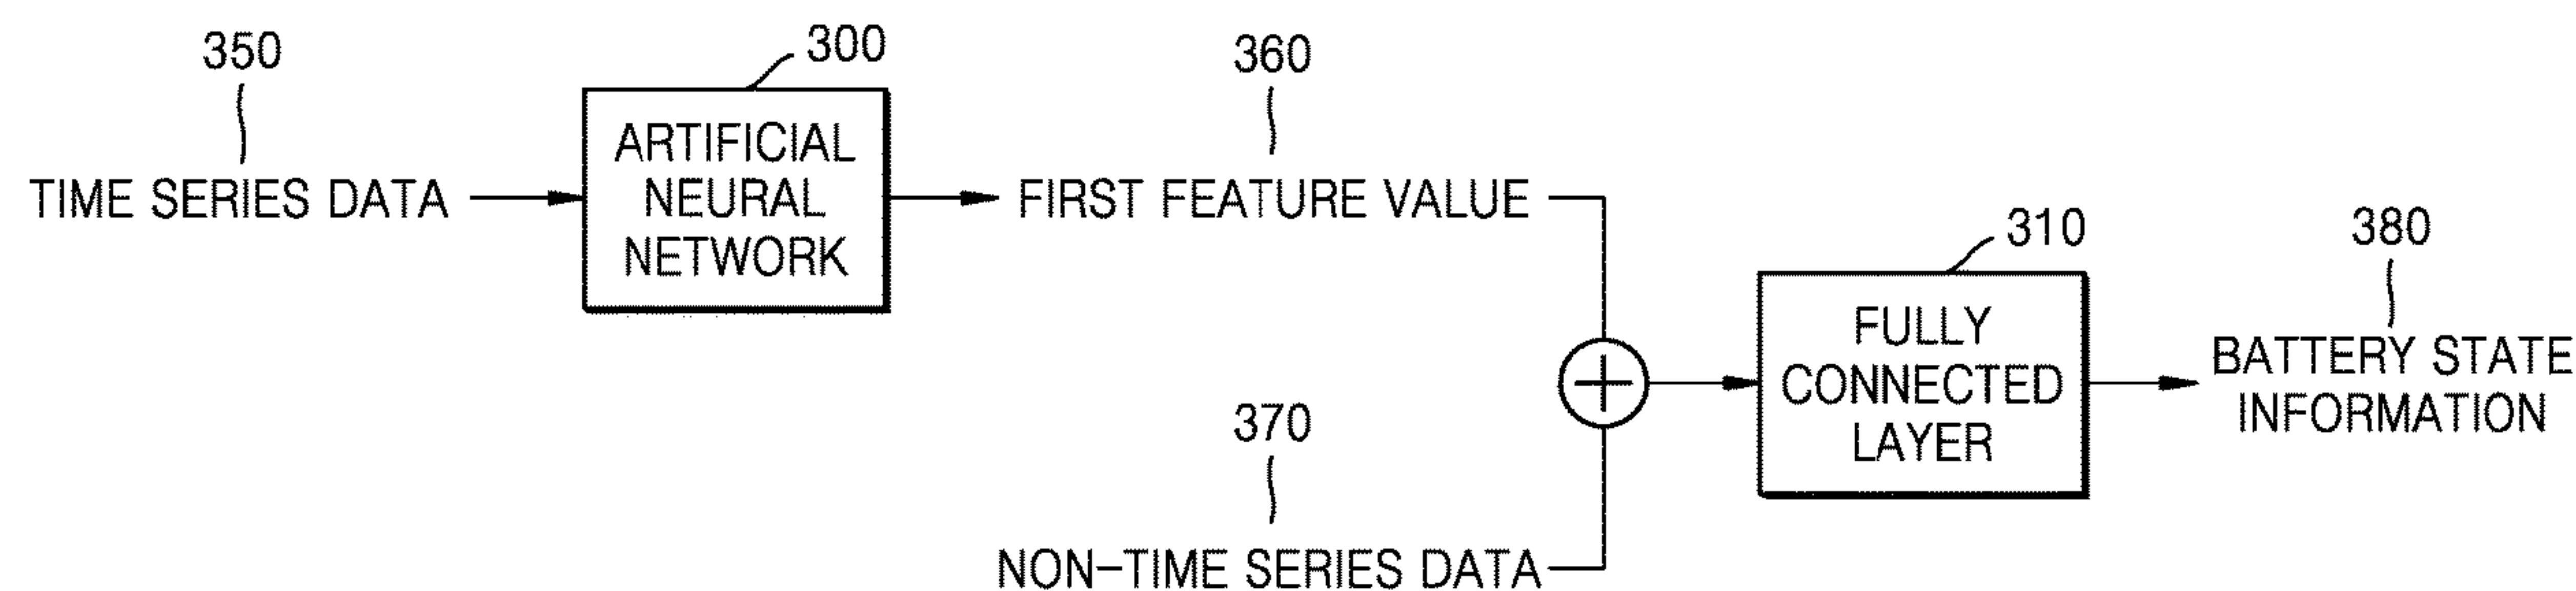 350
300
360
TIME SERIES DATA
ARTIFICIAL
NEURAL
NETWORK
FIRST FEATURE VALUE
310
380
FULLY
CONNECTED
LAYER
BATTERY STATE
INFORMATION
370
NON-TIME SERIES DATA